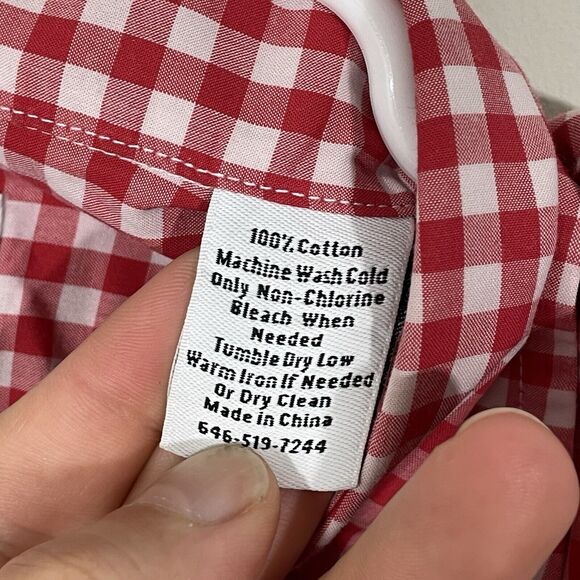 100% Cotton
Machine Wash Cold
Only Non-Chlorine
Bleach When
Needed
Tumble Dry Low
Warm Iron If Needed
Or Dry Clean
Made in China
646-519-7244